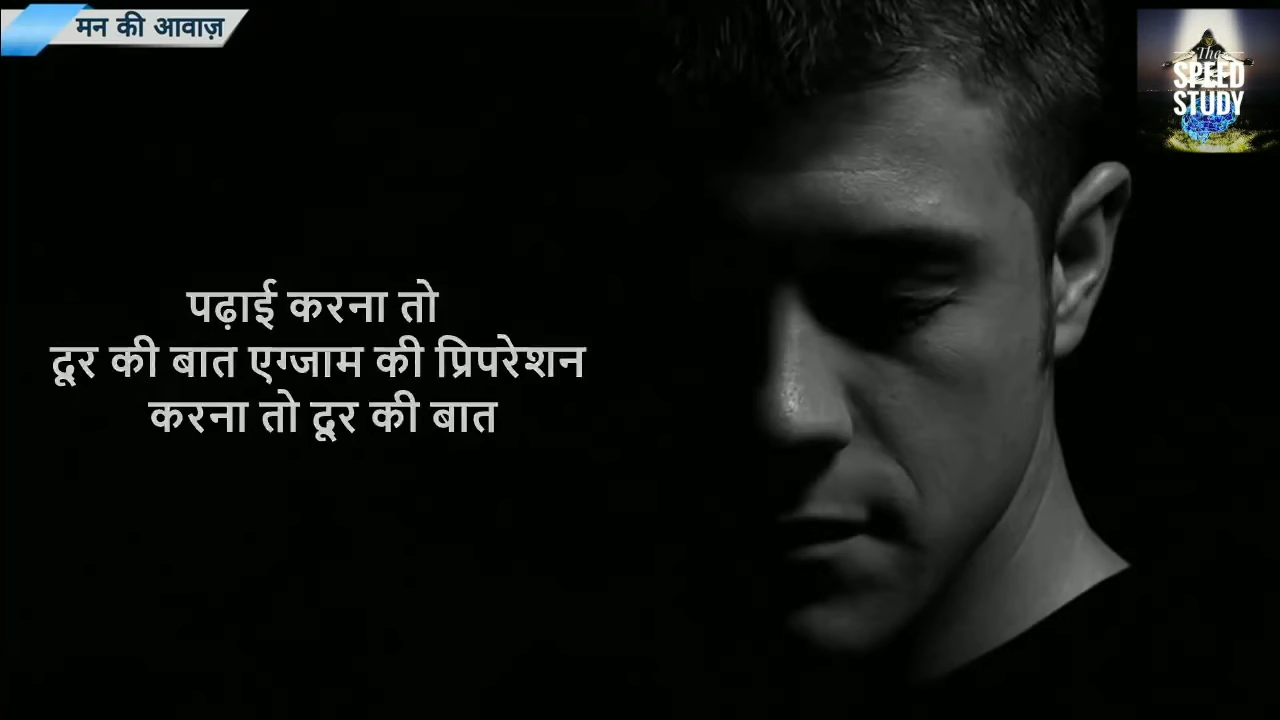 मन की आवाज़
The
SPEED
STUDY
पढ़ाई करना तो
दूर की बात एग्जाम की प्रिपरेशन
करना तो दूर की बात